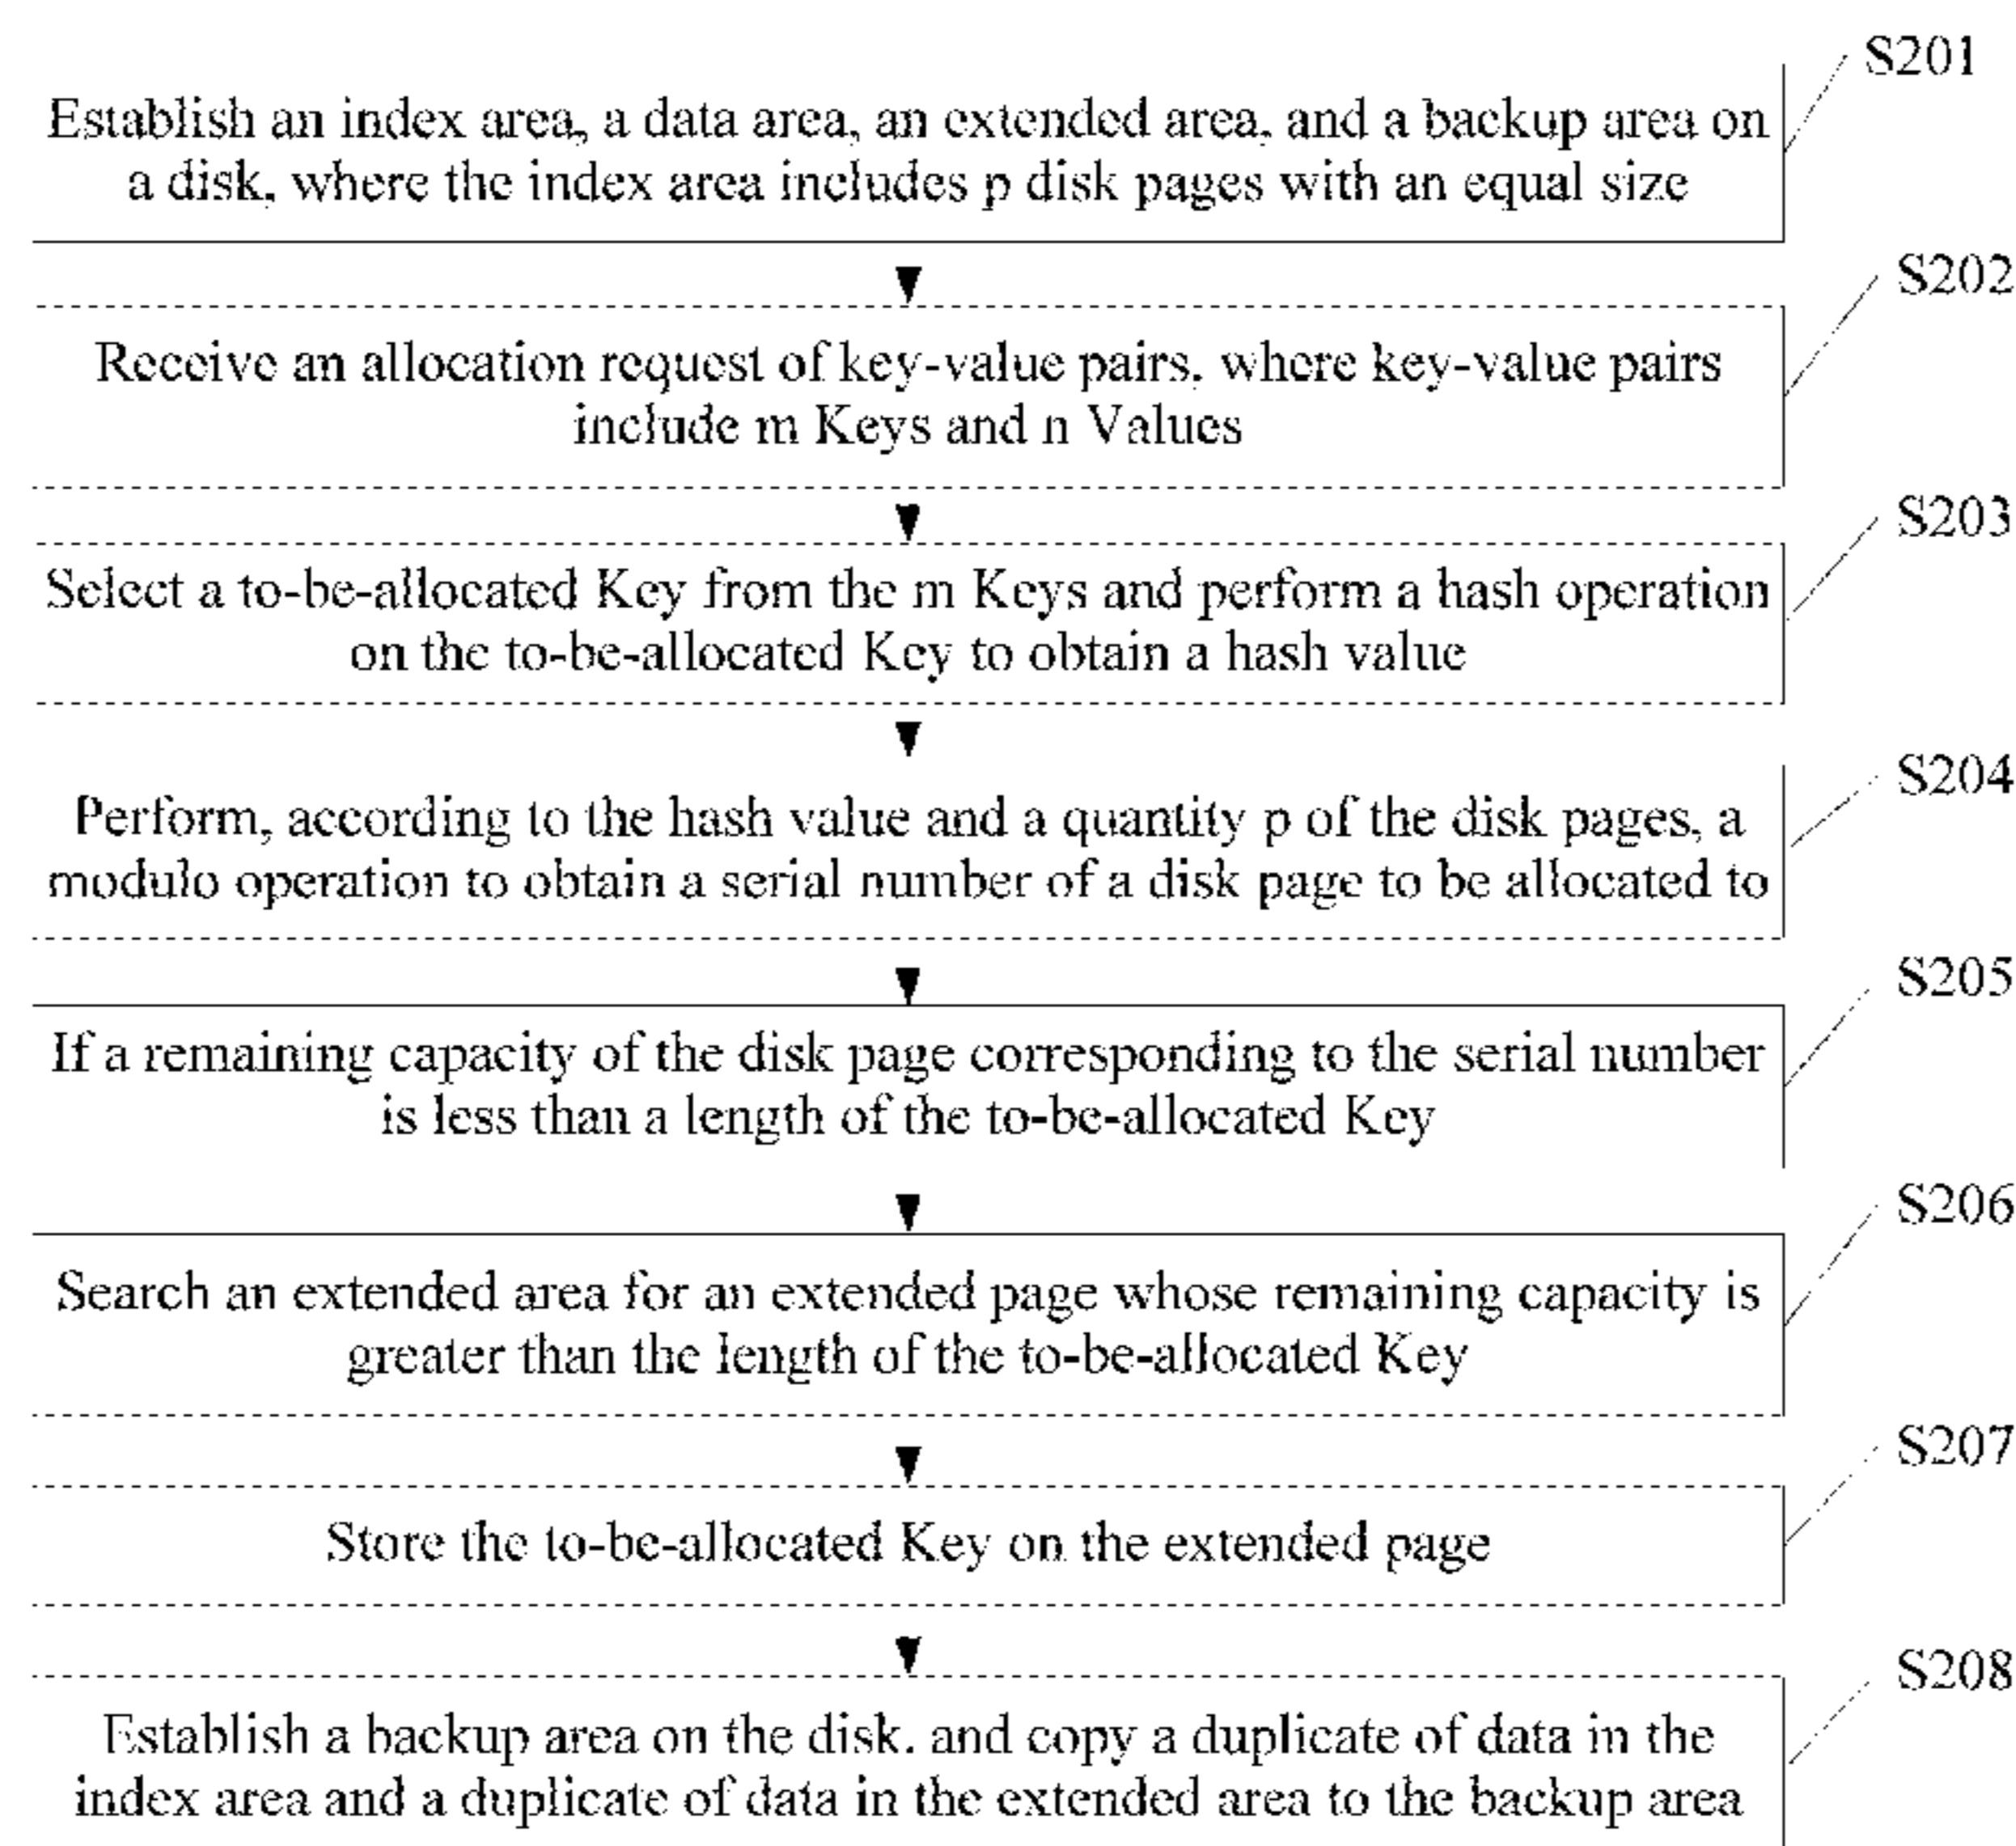 S201
Establish an index area, a data area, an extended area, and a backup area on
a disk, where the index area includes p disk pages with an equal size
S202
Receive an allocation request of key-value pairs, where key-value pairs
include m Keys and n Values
S203
Select a to-be-allocated Key from the m Keys and perform a hash operation
on the to-be-allocated Key to obtain a hash value
S204
Perform, according to the hash value and a quantity p of the disk pages, a
modulo operation to obtain a serial number of a disk page to be allocated to
S205
If a remaining capacity of the disk page corresponding to the serial number
is less than a length of the to-be-allocated Key
S206
Search an extended area for an extended page whose remaining capacity is
greater than the length of the to-be-allocated Key
S207
Store the to-be-allocated Key on the extended page
S208
Establish a backup area on the disk, and copy a duplicate of data in the
index area and a duplicate of data in the extended area to the backup area